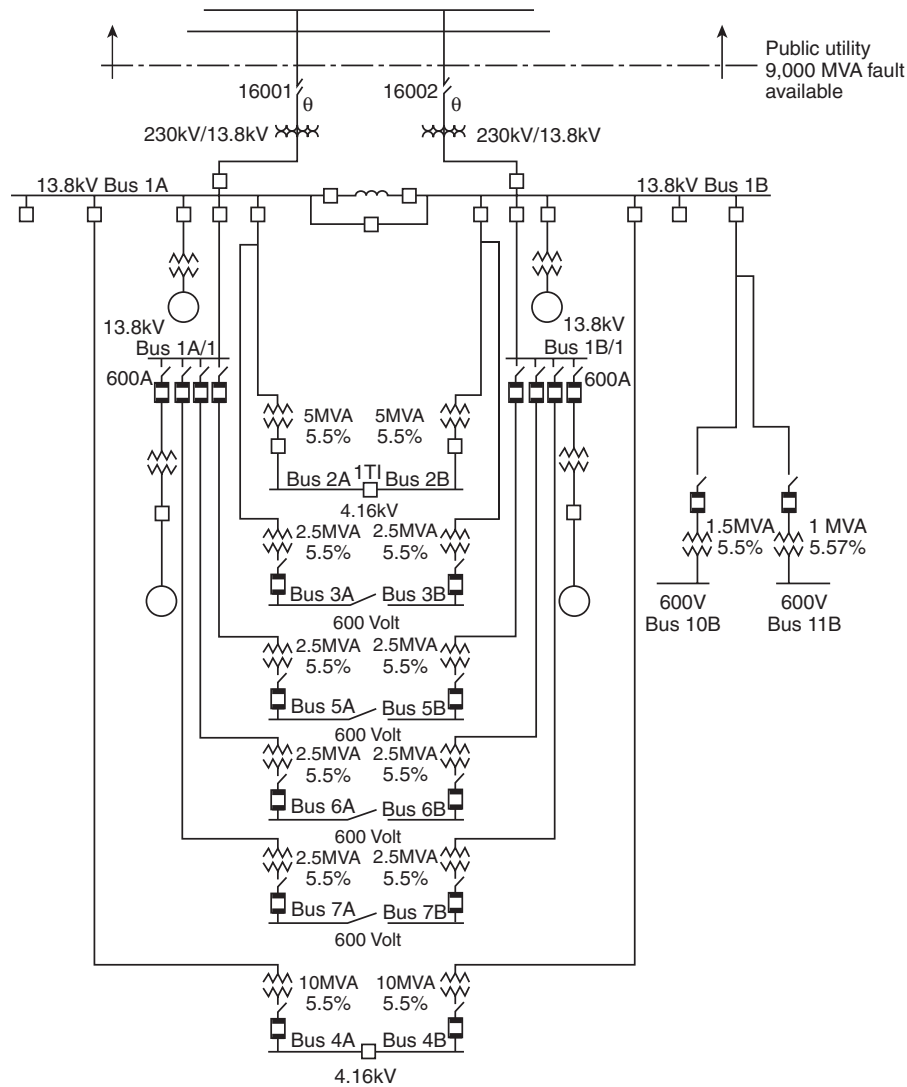 Public utility
9,000 MVA fault
available
16001
16002
θ
θ
230kV/13.8kV
230kV/13.8kV
13.8kV Bus 1A
13.8kV Bus 1B
13.8kV
Bus 1A/1
13.8kV
Bus 1B/1
600A
600A
5MVA
5.5%
5MVA
5.5%
Bus 2A
1TI
Bus 2B
4.16kV
2.5MVA
5.5%
2.5MVA
5.5%
Bus 3A
Bus 3B
600 Volt
1.5MVA
5.5%
1 MVA
5.57%
600V
Bus 10B
600V
Bus 11B
2.5MVA
5.5%
2.5MVA
5.5%
Bus 5A
Bus 5B
600 Volt
2.5MVA
5.5%
2.5MVA
5.5%
Bus 6A
Bus 6B
600 Volt
2.5MVA
5.5%
2.5MVA
5.5%
Bus 7A
Bus 7B
600 Volt
10MVA
5.5%
10MVA
5.5%
Bus 4A
Bus 4B
4.16kV